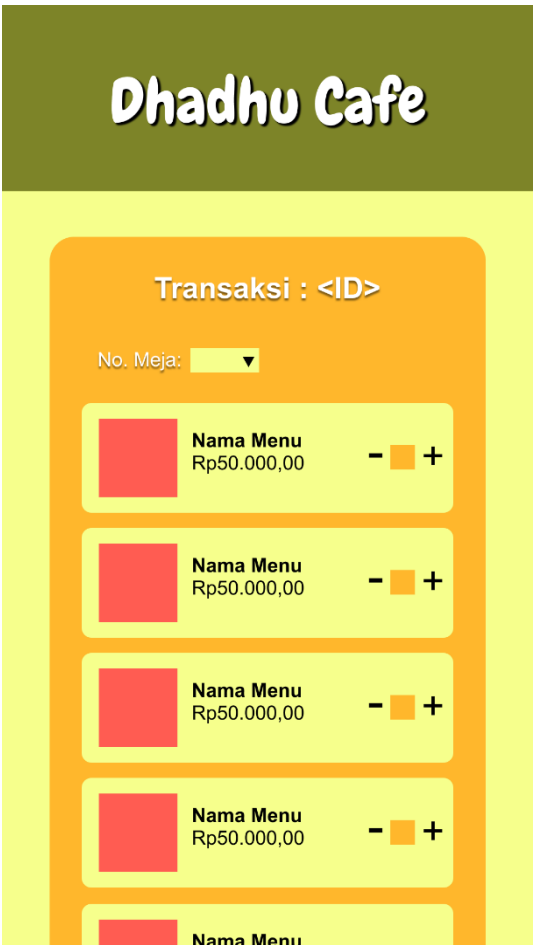 Dhadhu Cafe
Transaksi : <ID>
No. Meja: ▼
Nama Menu
Rp50.000,00
- +
Nama Menu
Rp50.000,00
- +
Nama Menu
Rp50.000,00
- +
Nama Menu
Rp50.000,00
- +
Nama Menu